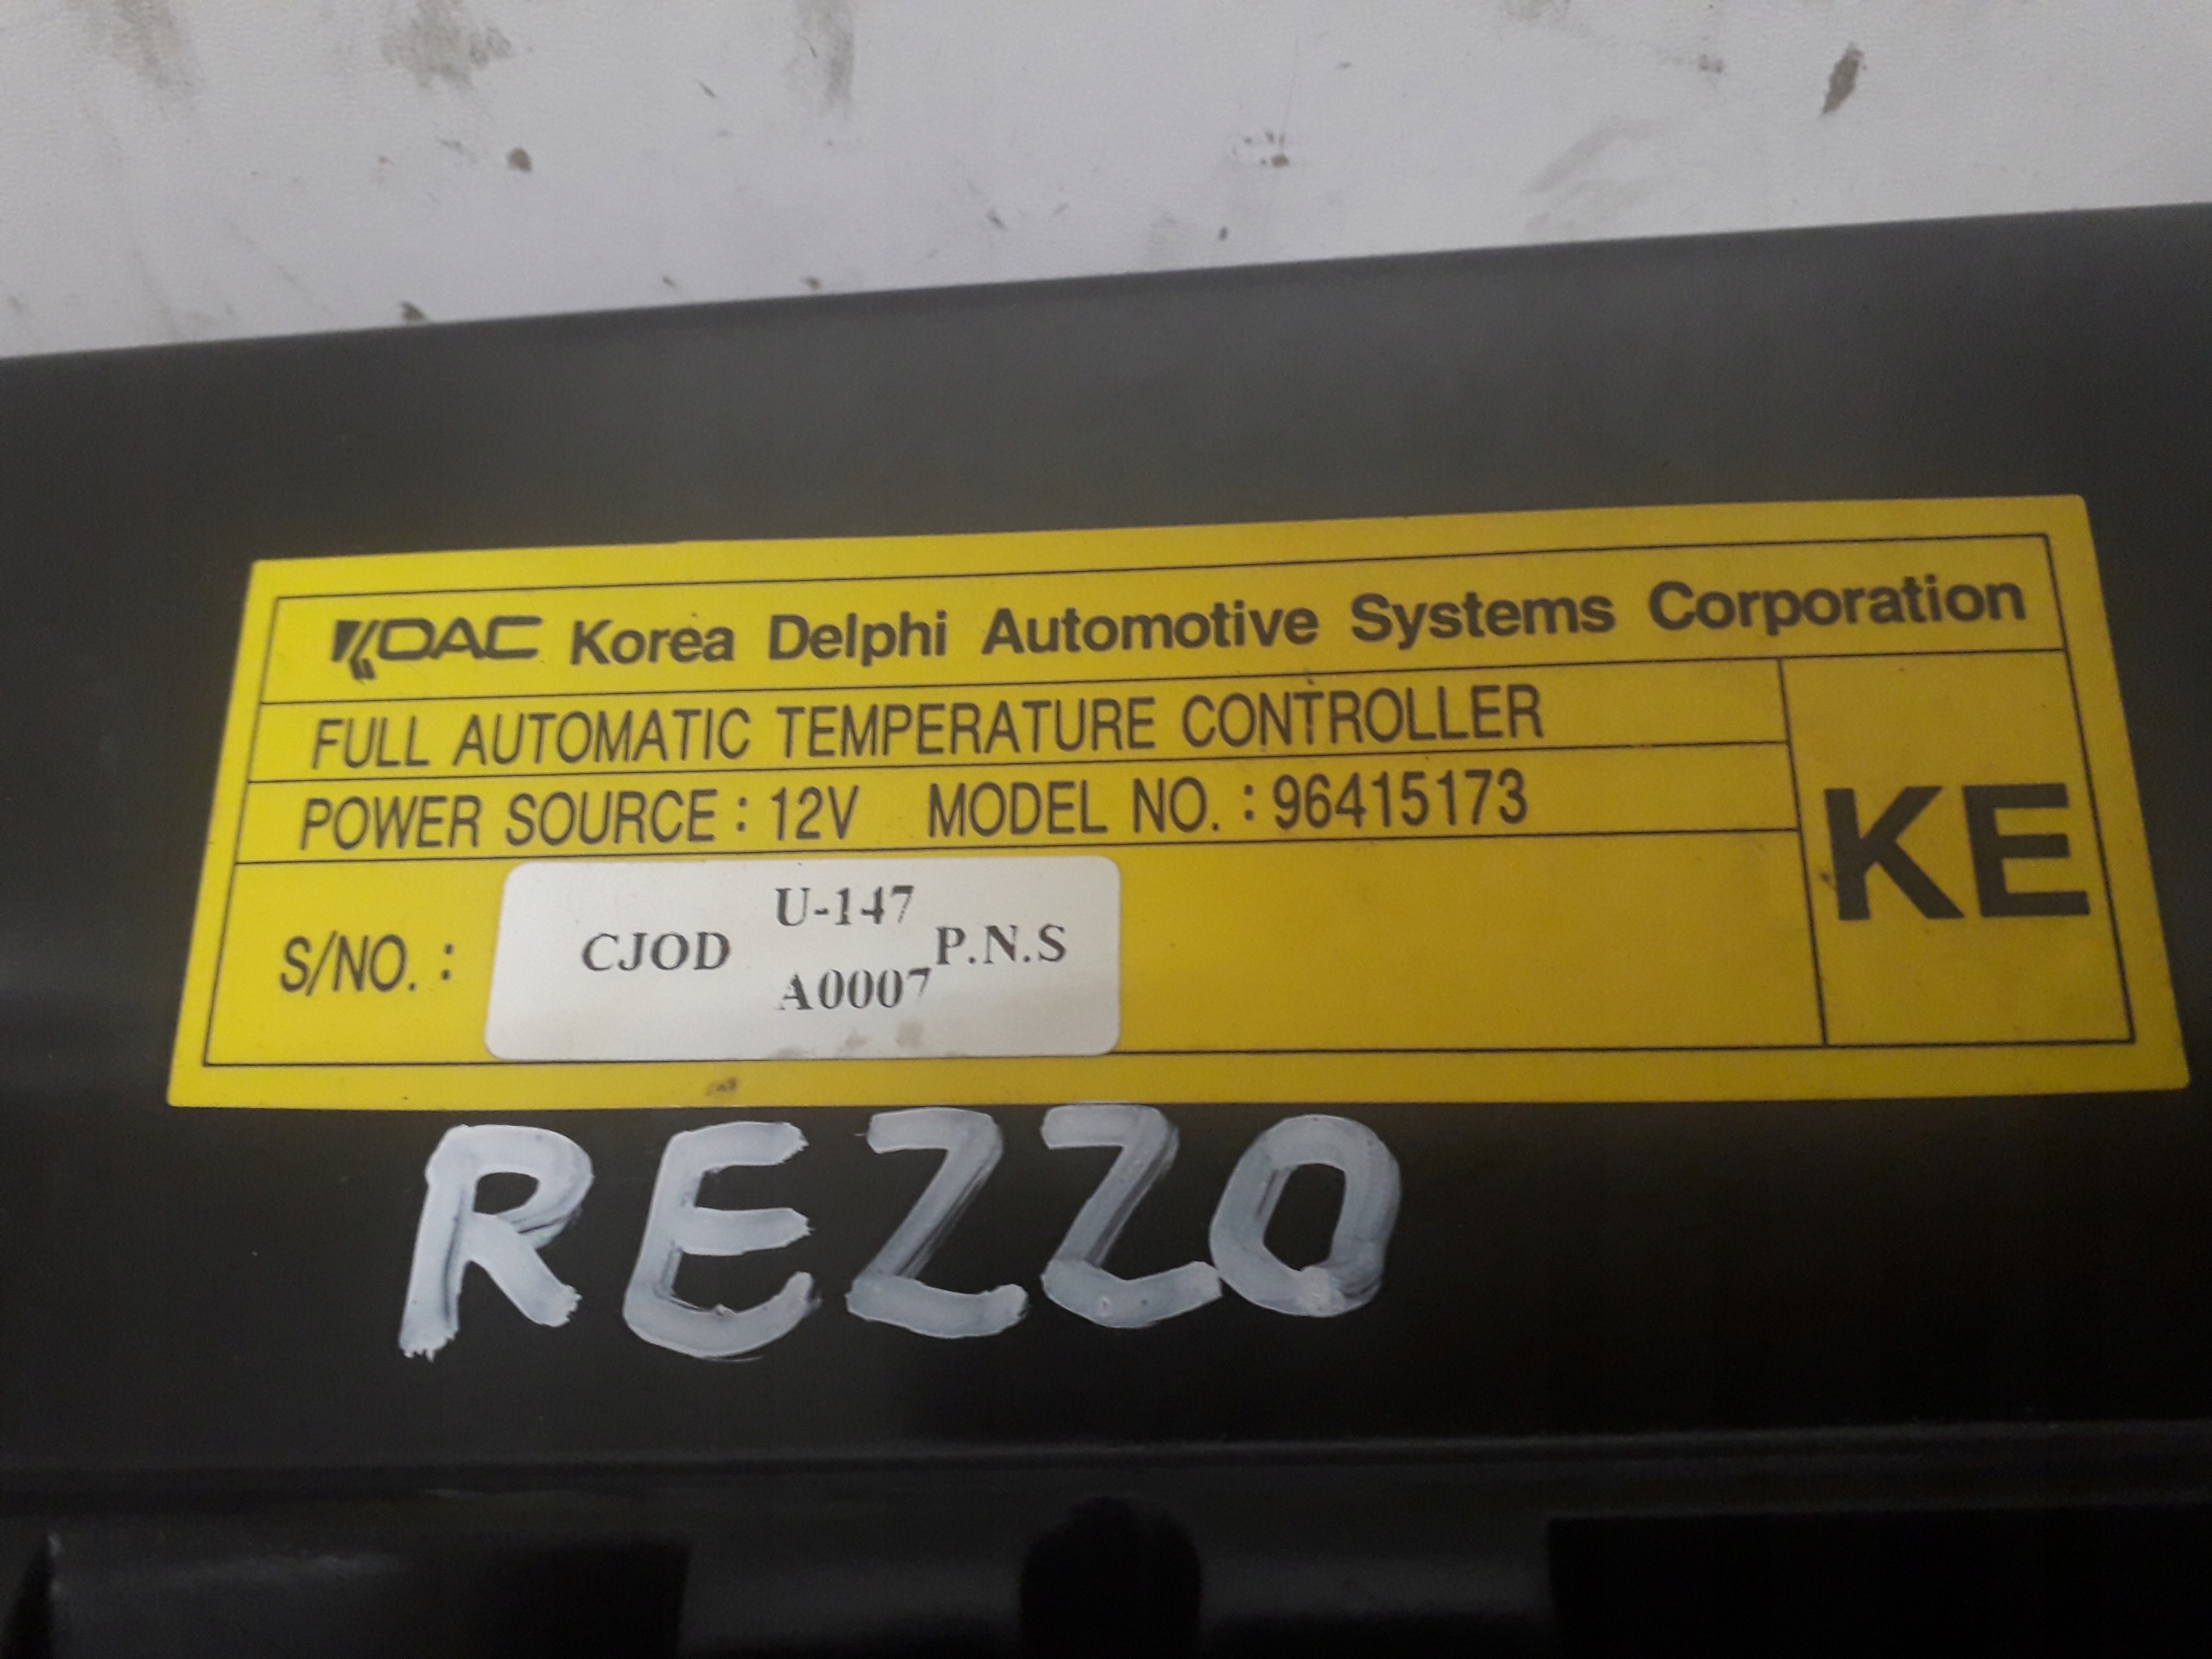 KDAC Korea Delphi Automotive Systems Corporation
FULL AUTOMATIC TEMPERATURE CONTROLLER
POWER SOURCE : 12V MODEL NO. : 96415173
KE
S/NO. : CJOD U-147 A0007 P.N.S
REZZO